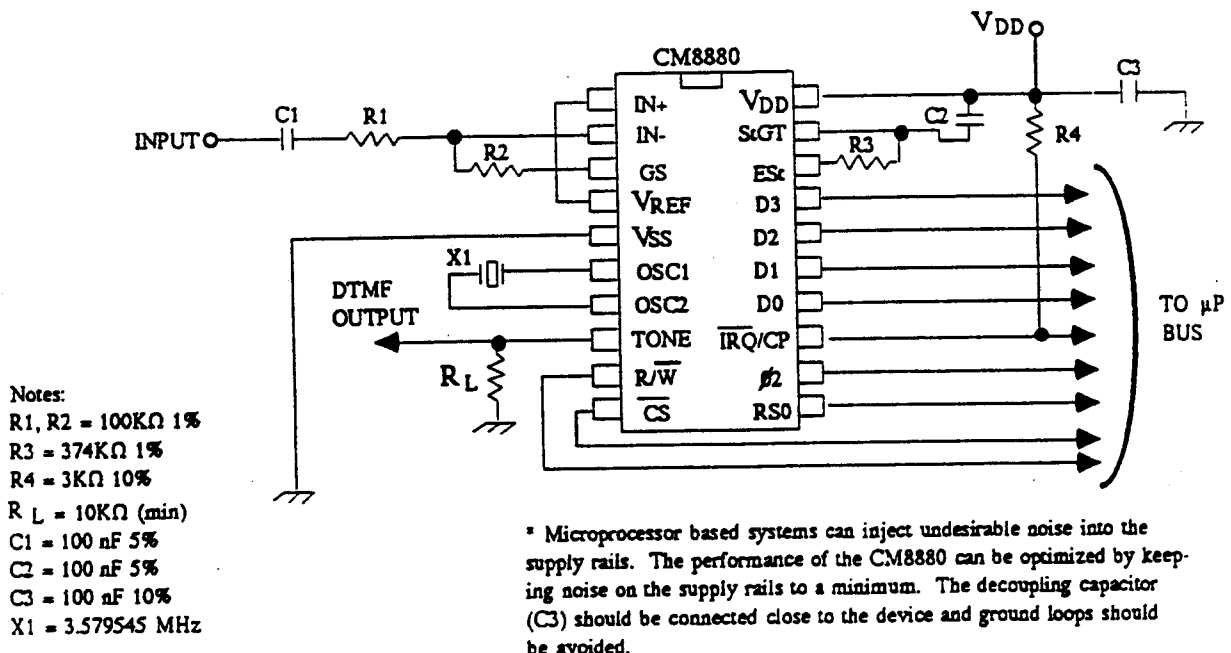 VDD
CM8880
C3
C1
R1
INPUT
R2
IN+
IN-
GS
VREF
VSS
OSC1
OSC2
TONE
R/W̅
C̅S̅
VDD
StGT
ESt
D3
D2
D1
D0
I̅R̅Q̅/CP
ϕ2
RS0
C2
R3
R4
X1
DTMF
OUTPUT
RL
TO µP
BUS
Notes:
R1, R2 = 100KΩ 1%
R3 = 374KΩ 1%
R4 = 3KΩ 10%
RL = 10KΩ (min)
C1 = 100 nF 5%
C2 = 100 nF 5%
C3 = 100 nF 10%
X1 = 3.579545 MHz
* Microprocessor based systems can inject undesirable noise into the
supply rails. The performance of the CM8880 can be optimized by keep-
ing noise on the supply rails to a minimum. The decoupling capacitor
(C3) should be connected close to the device and ground loops should
be avoided.